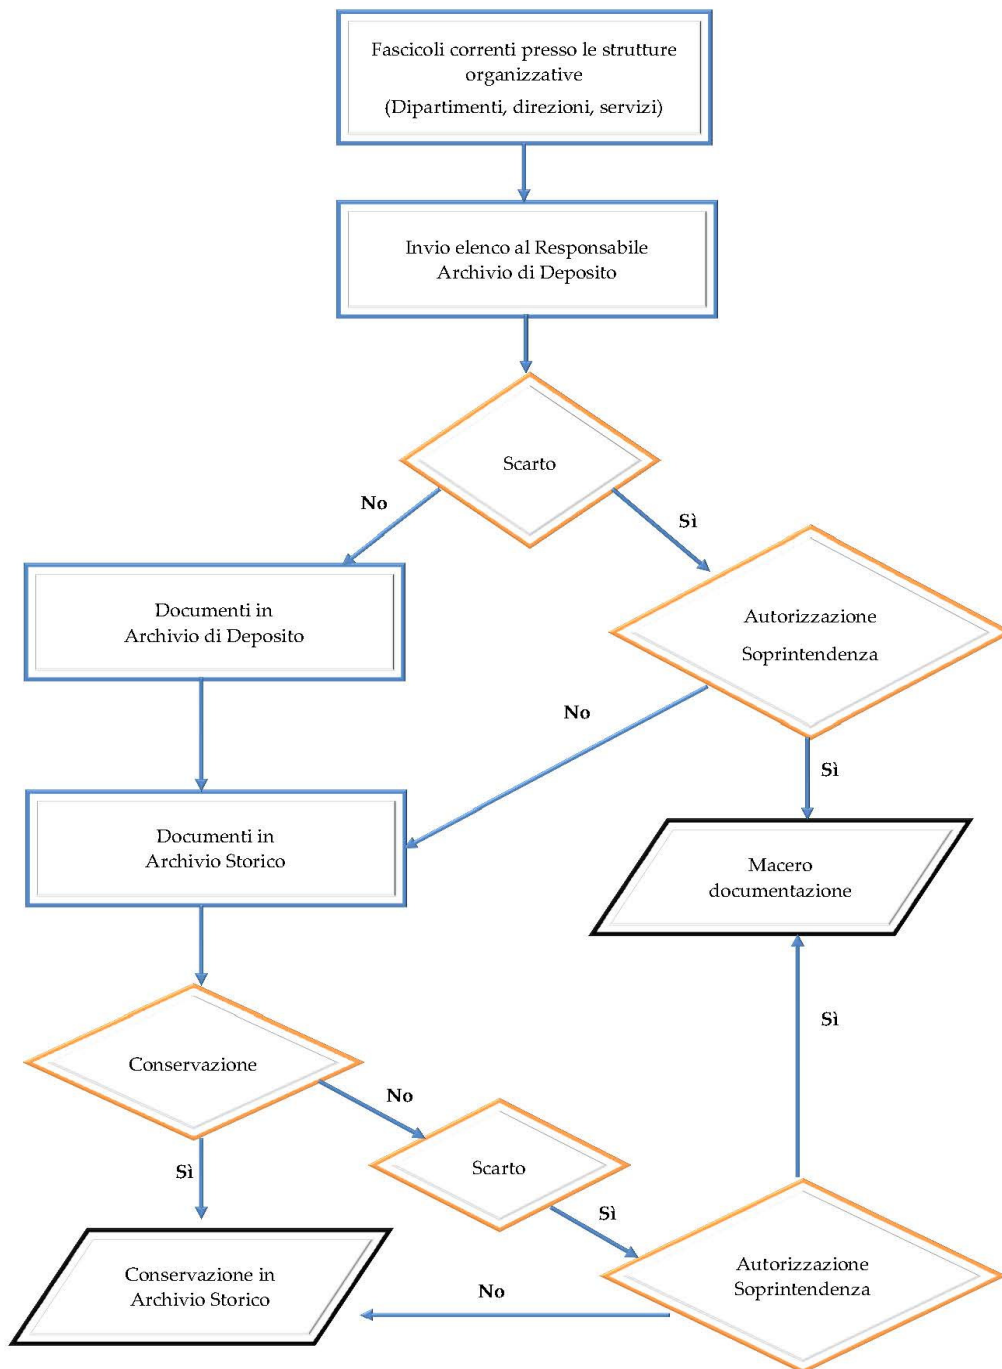 Fascicoli correnti presso le strutture
organizzative
(Dipartimenti, direzioni, servizi)
Invio elenco al Responsabile
Archivio di Deposito
Scarto
No
Sì
Documenti in
Archivio di Deposito
Autorizzazione
Soprintendenza
No
Sì
Documenti in
Archivio Storico
Macero
documentazione
Sì
Conservazione
No
Scarto
Sì
Sì
Conservazione in
Archivio Storico
Autorizzazione
Soprintendenza
No